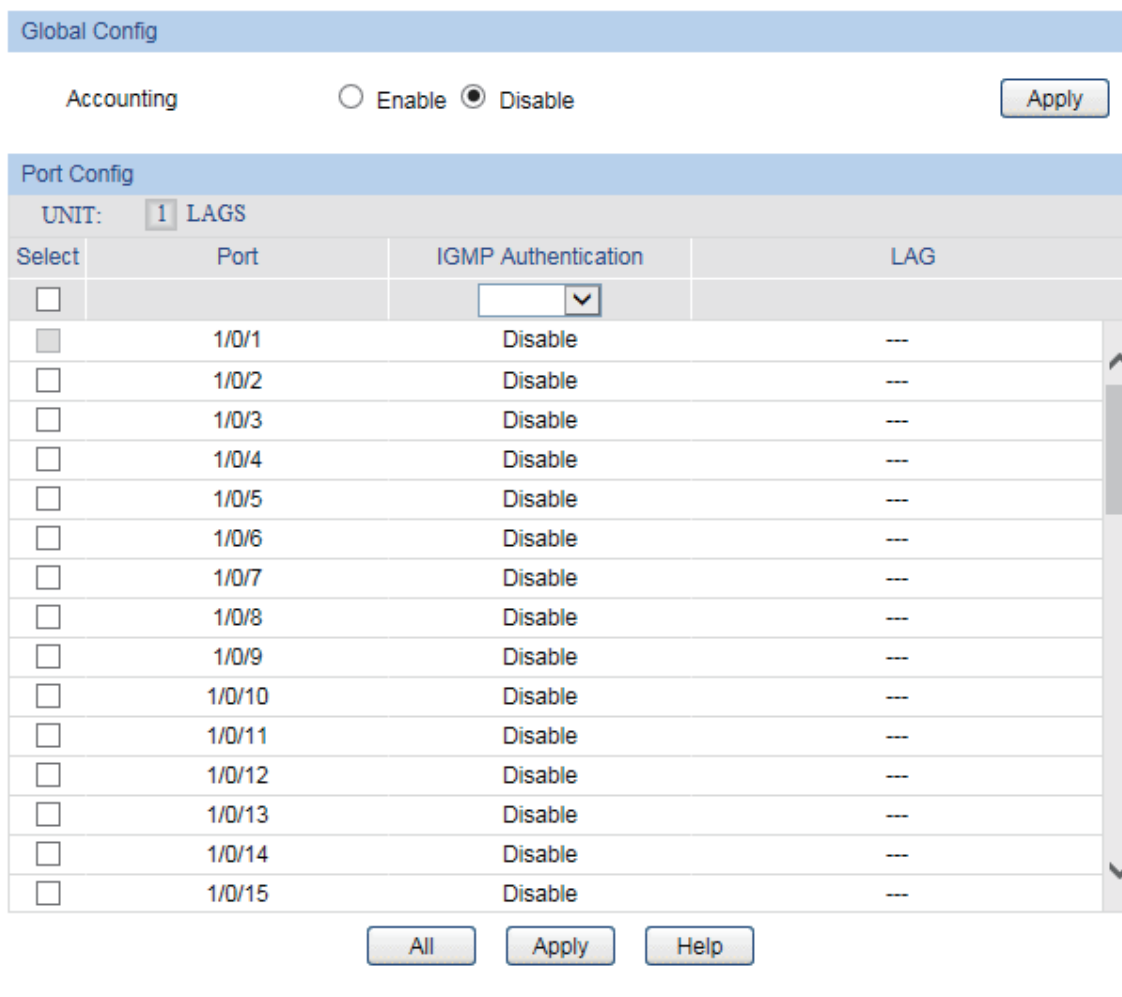 Global Config
Accounting Enable Disable Apply
Port Config
UNIT: 1 LAGS
Select Port IGMP Authentication LAG
1/0/1 Disable ---
1/0/2 Disable ---
1/0/3 Disable ---
1/0/4 Disable ---
1/0/5 Disable ---
1/0/6 Disable ---
1/0/7 Disable ---
1/0/8 Disable ---
1/0/9 Disable ---
1/0/10 Disable ---
1/0/11 Disable ---
1/0/12 Disable ---
1/0/13 Disable ---
1/0/14 Disable ---
1/0/15 Disable ---
All Apply Help